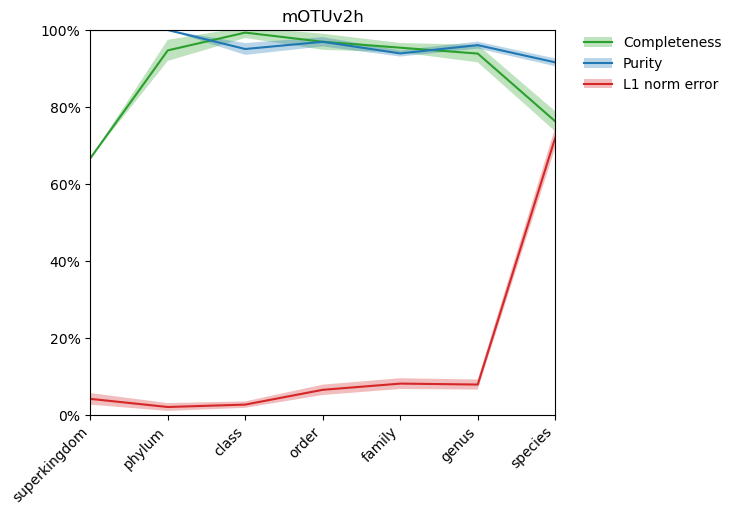 mOTUv2h
100%
80%
60%
40%
20%
0%
superkingdom
phylum
class
order
family
genus
species
Completeness
Purity
L1 norm error